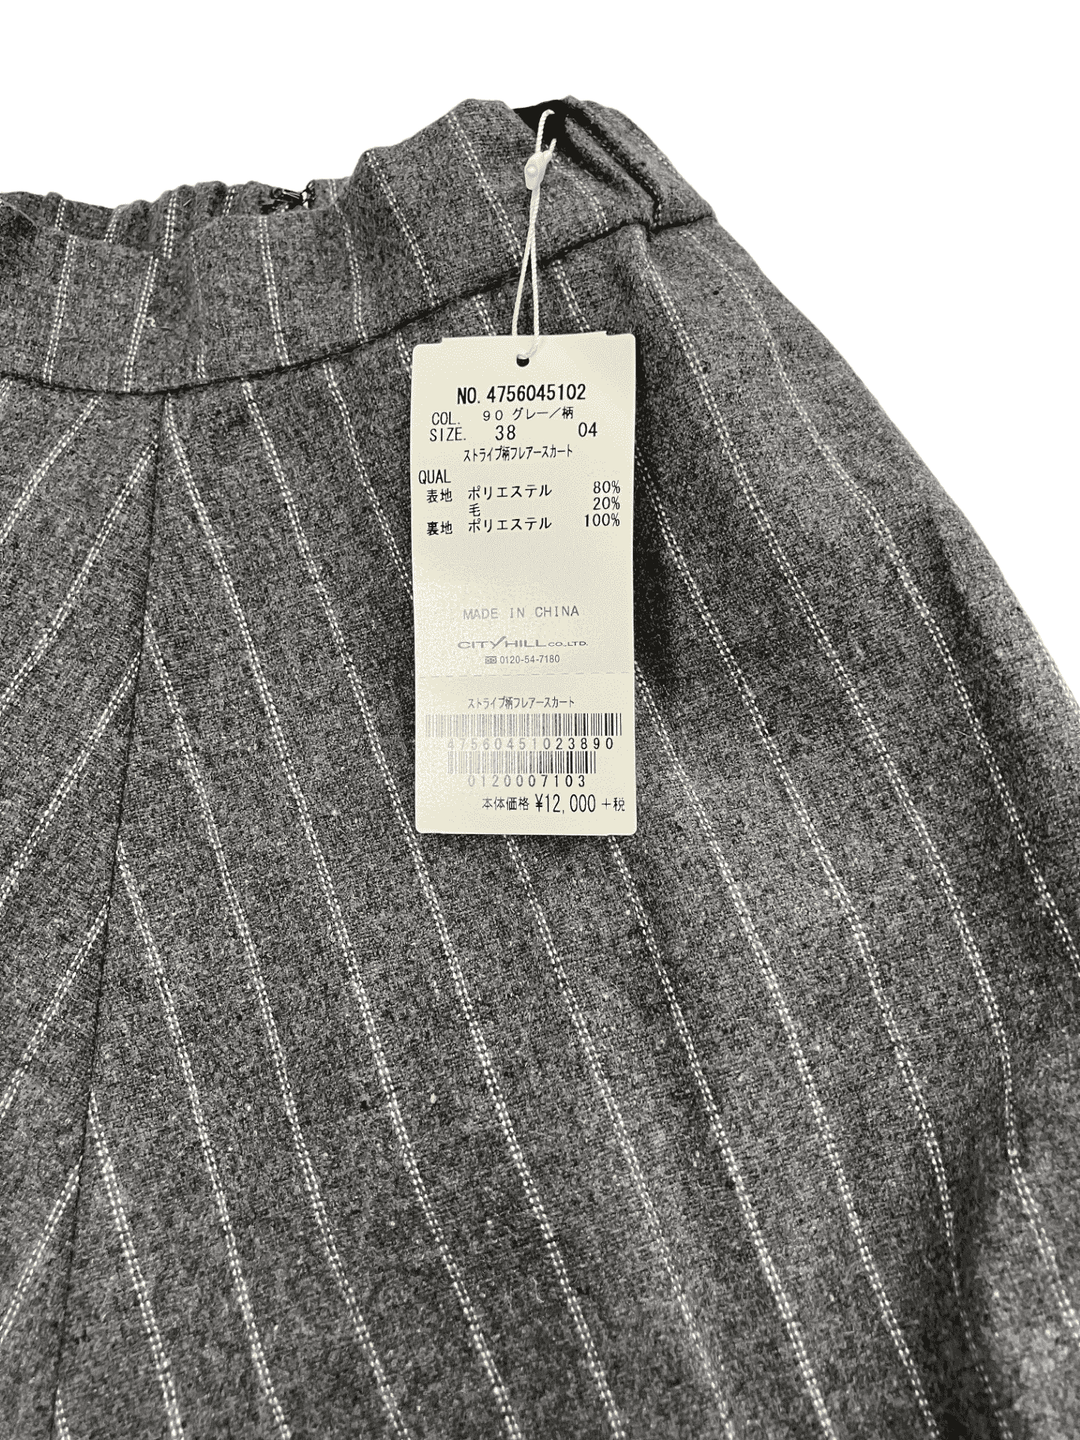 NO. 4756045102
COL. 90 グレー/柄
SIZE. 38 04
ストライプ柄フレアースカート
QUAL
表地 ポリエステル 80%
毛 20%
裏地 ポリエステル 100%
MADE IN CHINA
CITY HILL CO.,LTD.
0120-54-7180
ストライプ柄フレアースカート
47560451023890
0120007103
本体価格 ¥12,000 +税